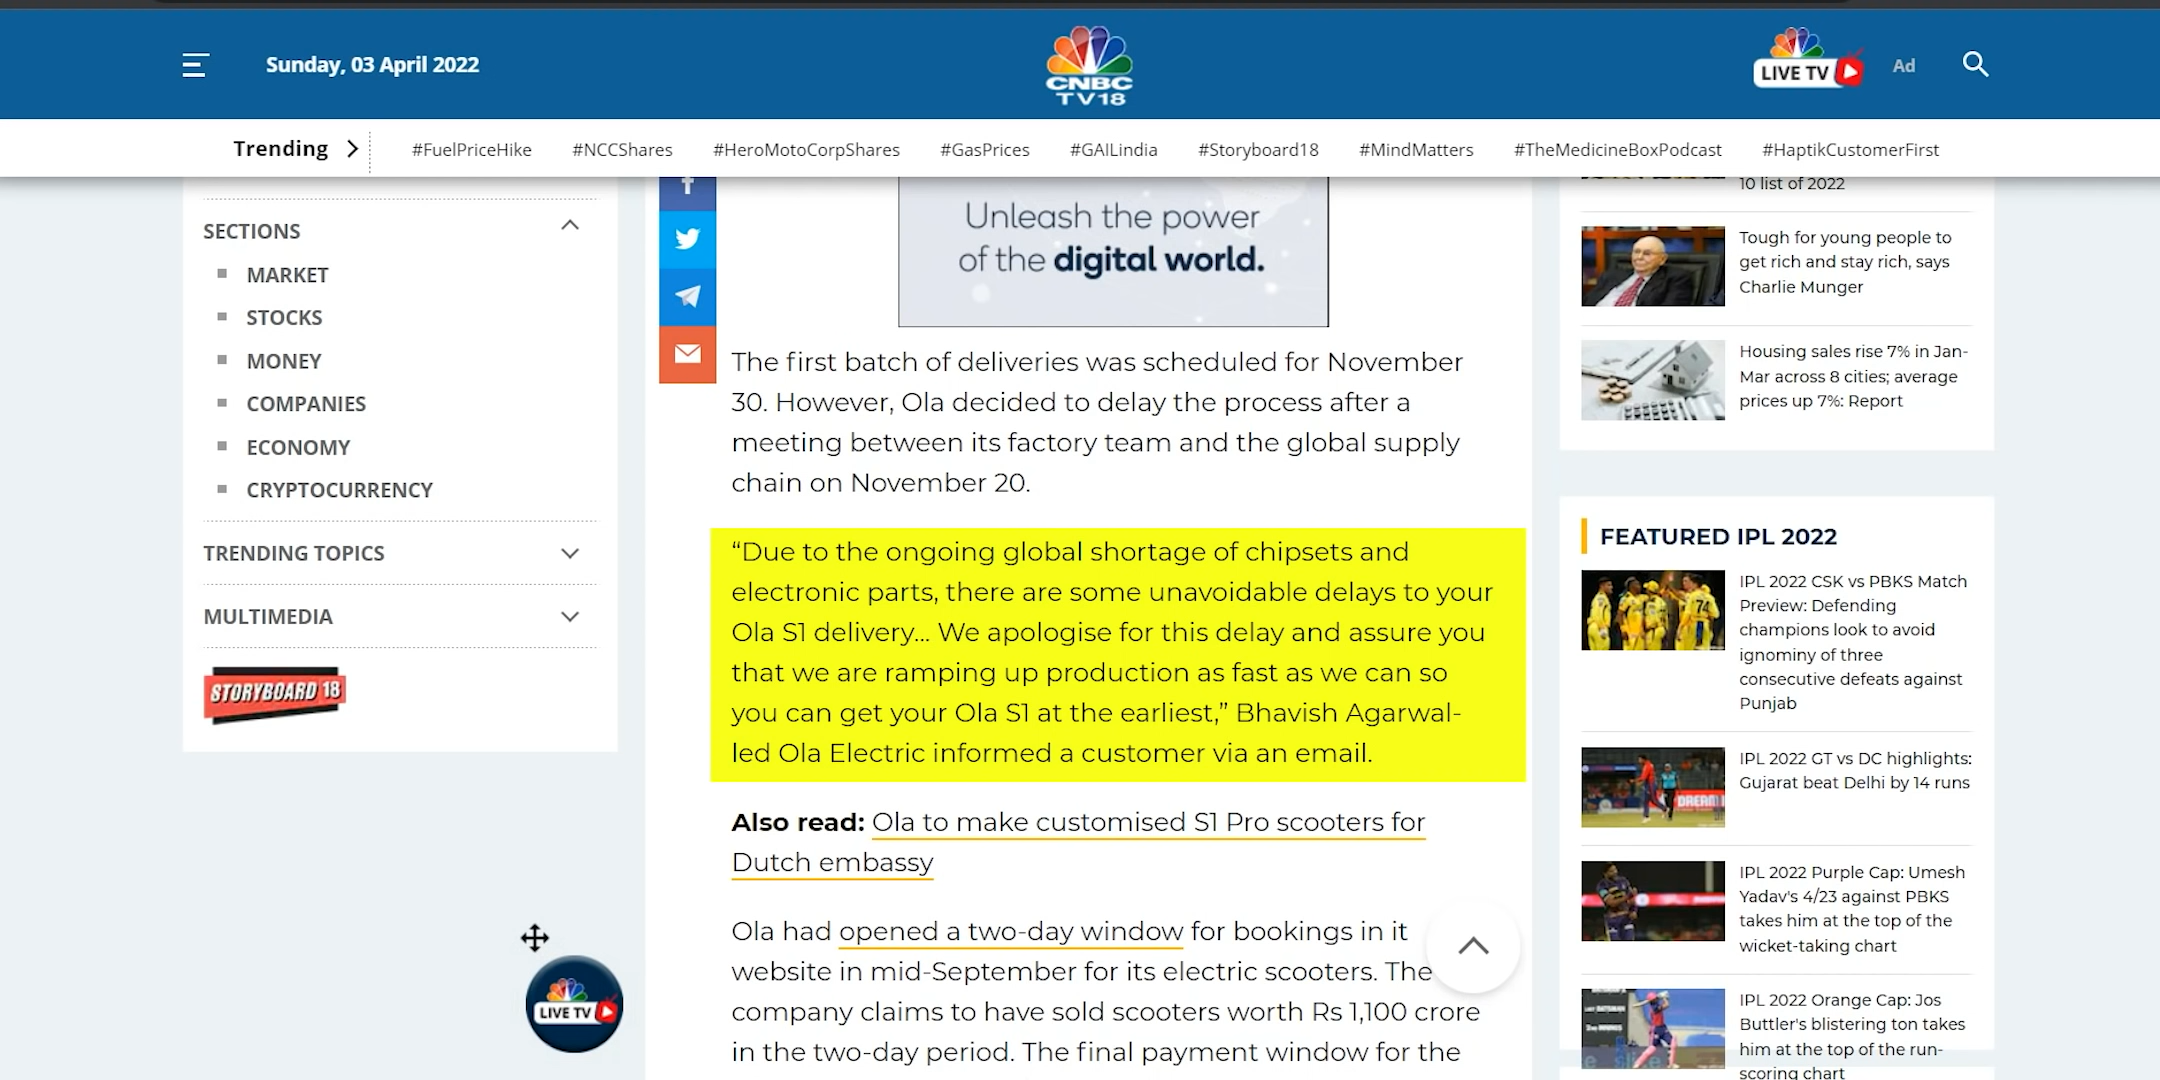 Sunday, 03 April 2022
CNBC
TV18
LIVE TV
Ad
Trending
#FuelPriceHike
#NCCShares
#HeroMotoCorpShares
#GasPrices
#GAILindia
#Storyboard18
#MindMatters
#TheMedicineBoxPodcast
#HaptikCustomerFirst
SECTIONS
MARKET
STOCKS
MONEY
COMPANIES
ECONOMY
CRYPTOCURRENCY
TRENDING TOPICS
MULTIMEDIA
STORYBOARD 18
Unleash the power
of the digital world.
The first batch of deliveries was scheduled for November
30. However, Ola decided to delay the process after a
meeting between its factory team and the global supply
chain on November 20.
“Due to the ongoing global shortage of chipsets and
electronic parts, there are some unavoidable delays to your
Ola S1 delivery... We apologise for this delay and assure you
that we are ramping up production as fast as we can so
you can get your Ola S1 at the earliest,” Bhavish Agarwal-
led Ola Electric informed a customer via an email.
Also read: Ola to make customised S1 Pro scooters for
Dutch embassy
Ola had opened a two-day window for bookings in it
website in mid-September for its electric scooters. The
company claims to have sold scooters worth Rs 1,100 crore
in the two-day period. The final payment window for the
LIVE TV
10 list of 2022
Tough for young people to
get rich and stay rich, says
Charlie Munger
Housing sales rise 7% in Jan-
Mar across 8 cities; average
prices up 7%: Report
FEATURED IPL 2022
IPL 2022 CSK vs PBKS Match
Preview: Defending
champions look to avoid
ignominy of three
consecutive defeats against
Punjab
IPL 2022 GT vs DC highlights:
Gujarat beat Delhi by 14 runs
IPL 2022 Purple Cap: Umesh
Yadav's 4/23 against PBKS
takes him at the top of the
wicket-taking chart
IPL 2022 Orange Cap: Jos
Buttler's blistering ton takes
him at the top of the run-
scoring chart